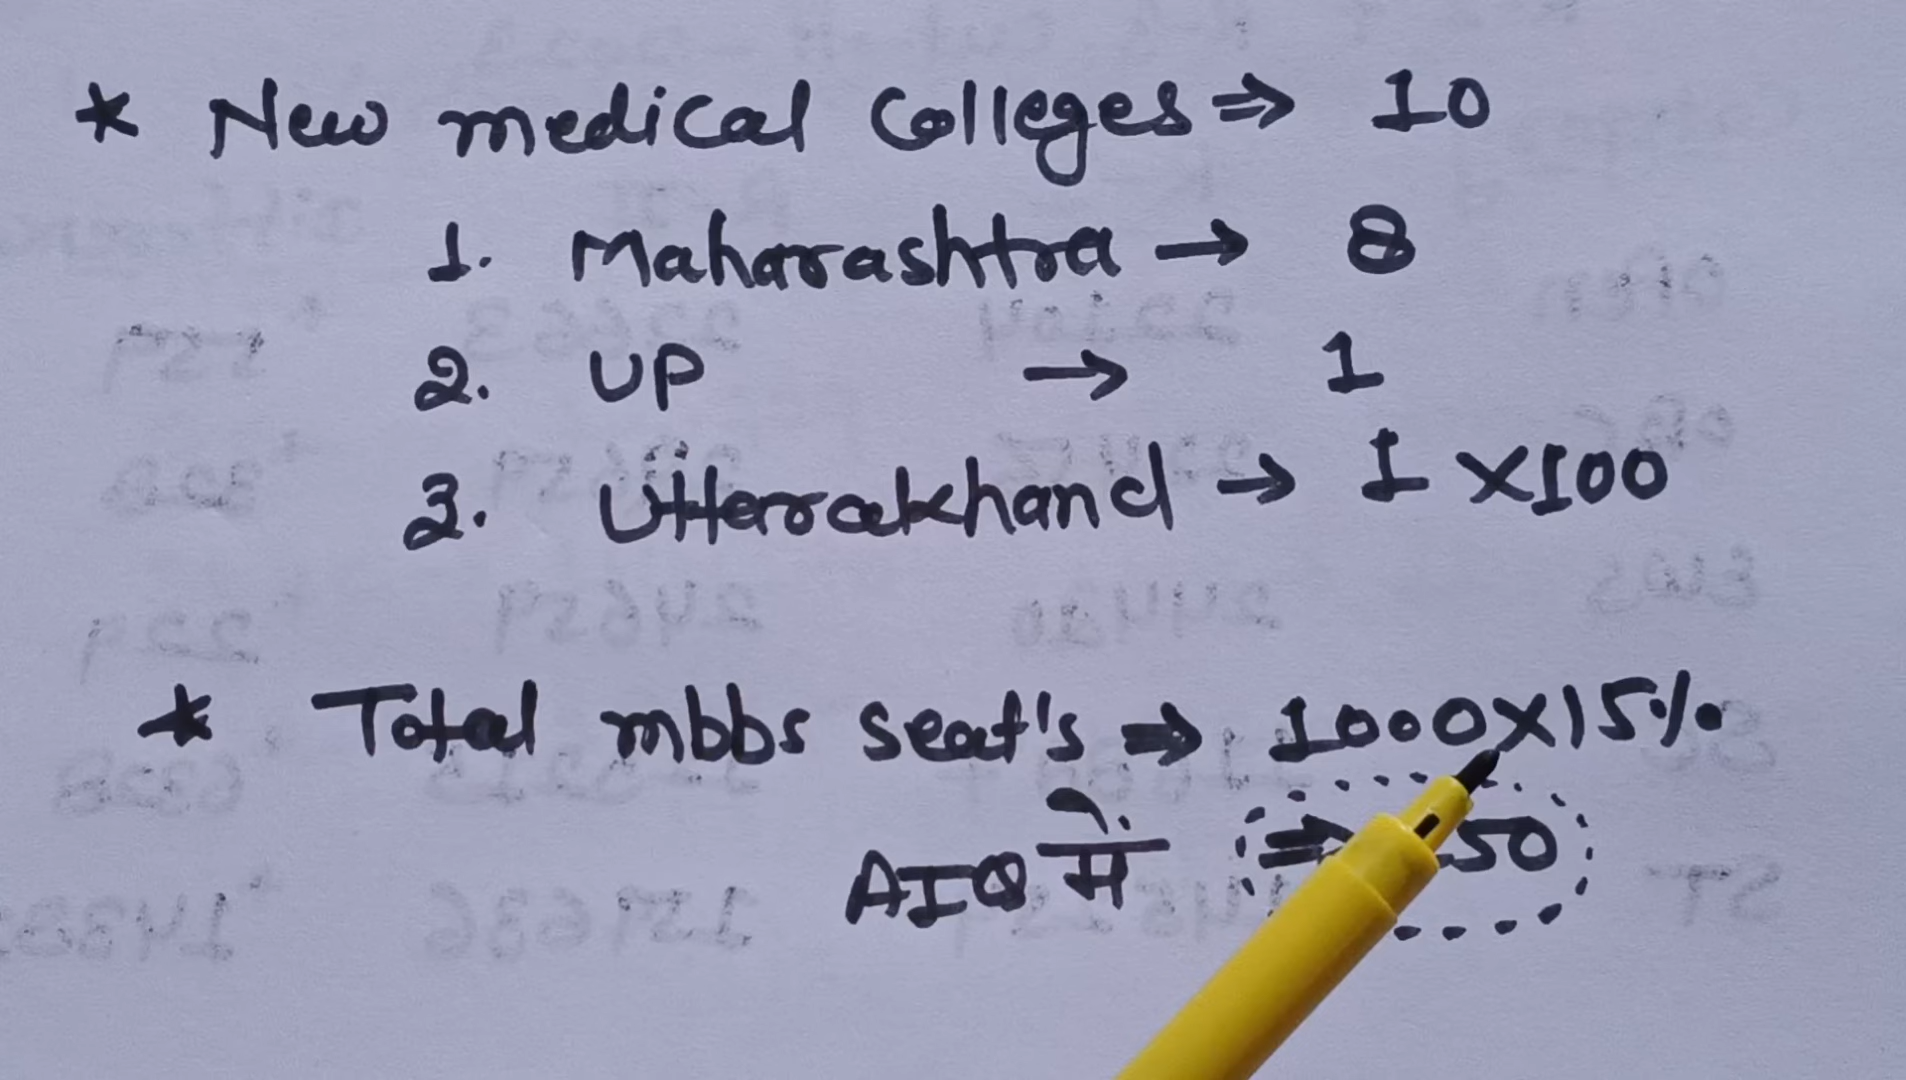 * New medical Colleges ⇒ 10
1. Maharashtra → 8
2. UP → 1
3. Utterakhand → 1 ×100
* Total mbbs seat's ⇒ 1000×15%
AIQ में ⇒ 50